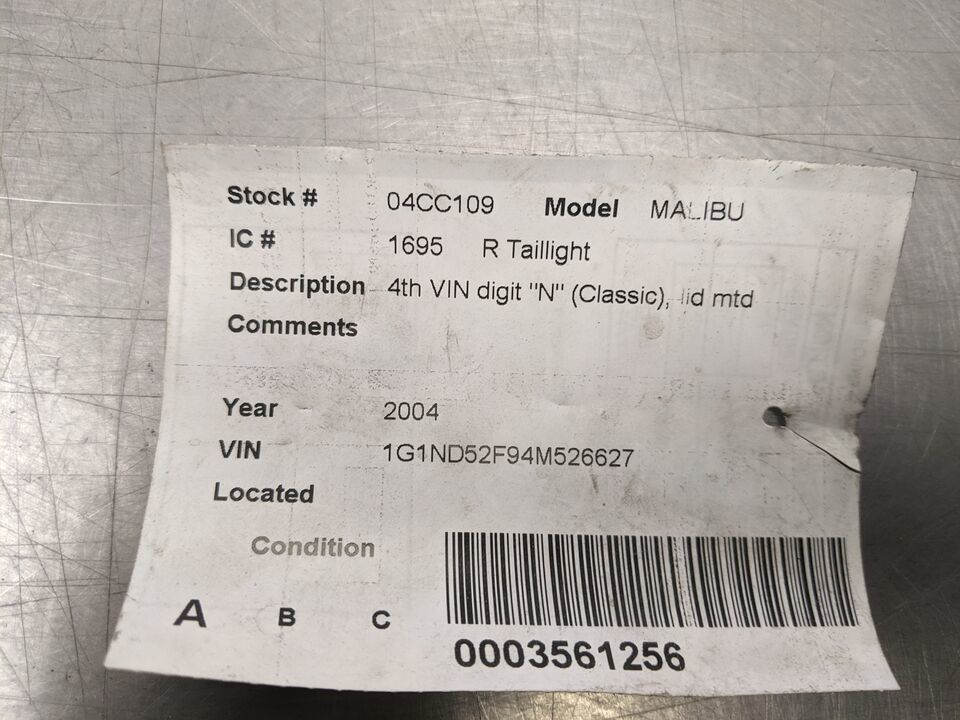 Stock # 04CC109 Model MALIBU
IC # 1695 R Taillight
Description 4th VIN digit "N" (Classic), lid mtd
Comments
Year 2004
VIN 1G1ND52F94M526627
Located
Condition
A B C
0003561256